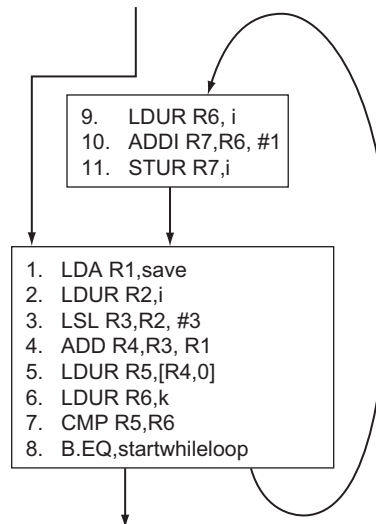 9. LDUR R6, i
10. ADDI R7,R6, #1
11. STUR R7,i
1. LDA R1,save
2. LDUR R2,i
3. LSL R3,R2, #3
4. ADD R4,R3, R1
5. LDUR R5,[R4,0]
6. LDUR R6,k
7. CMP R5,R6
8. B.EQ,startwhileloop